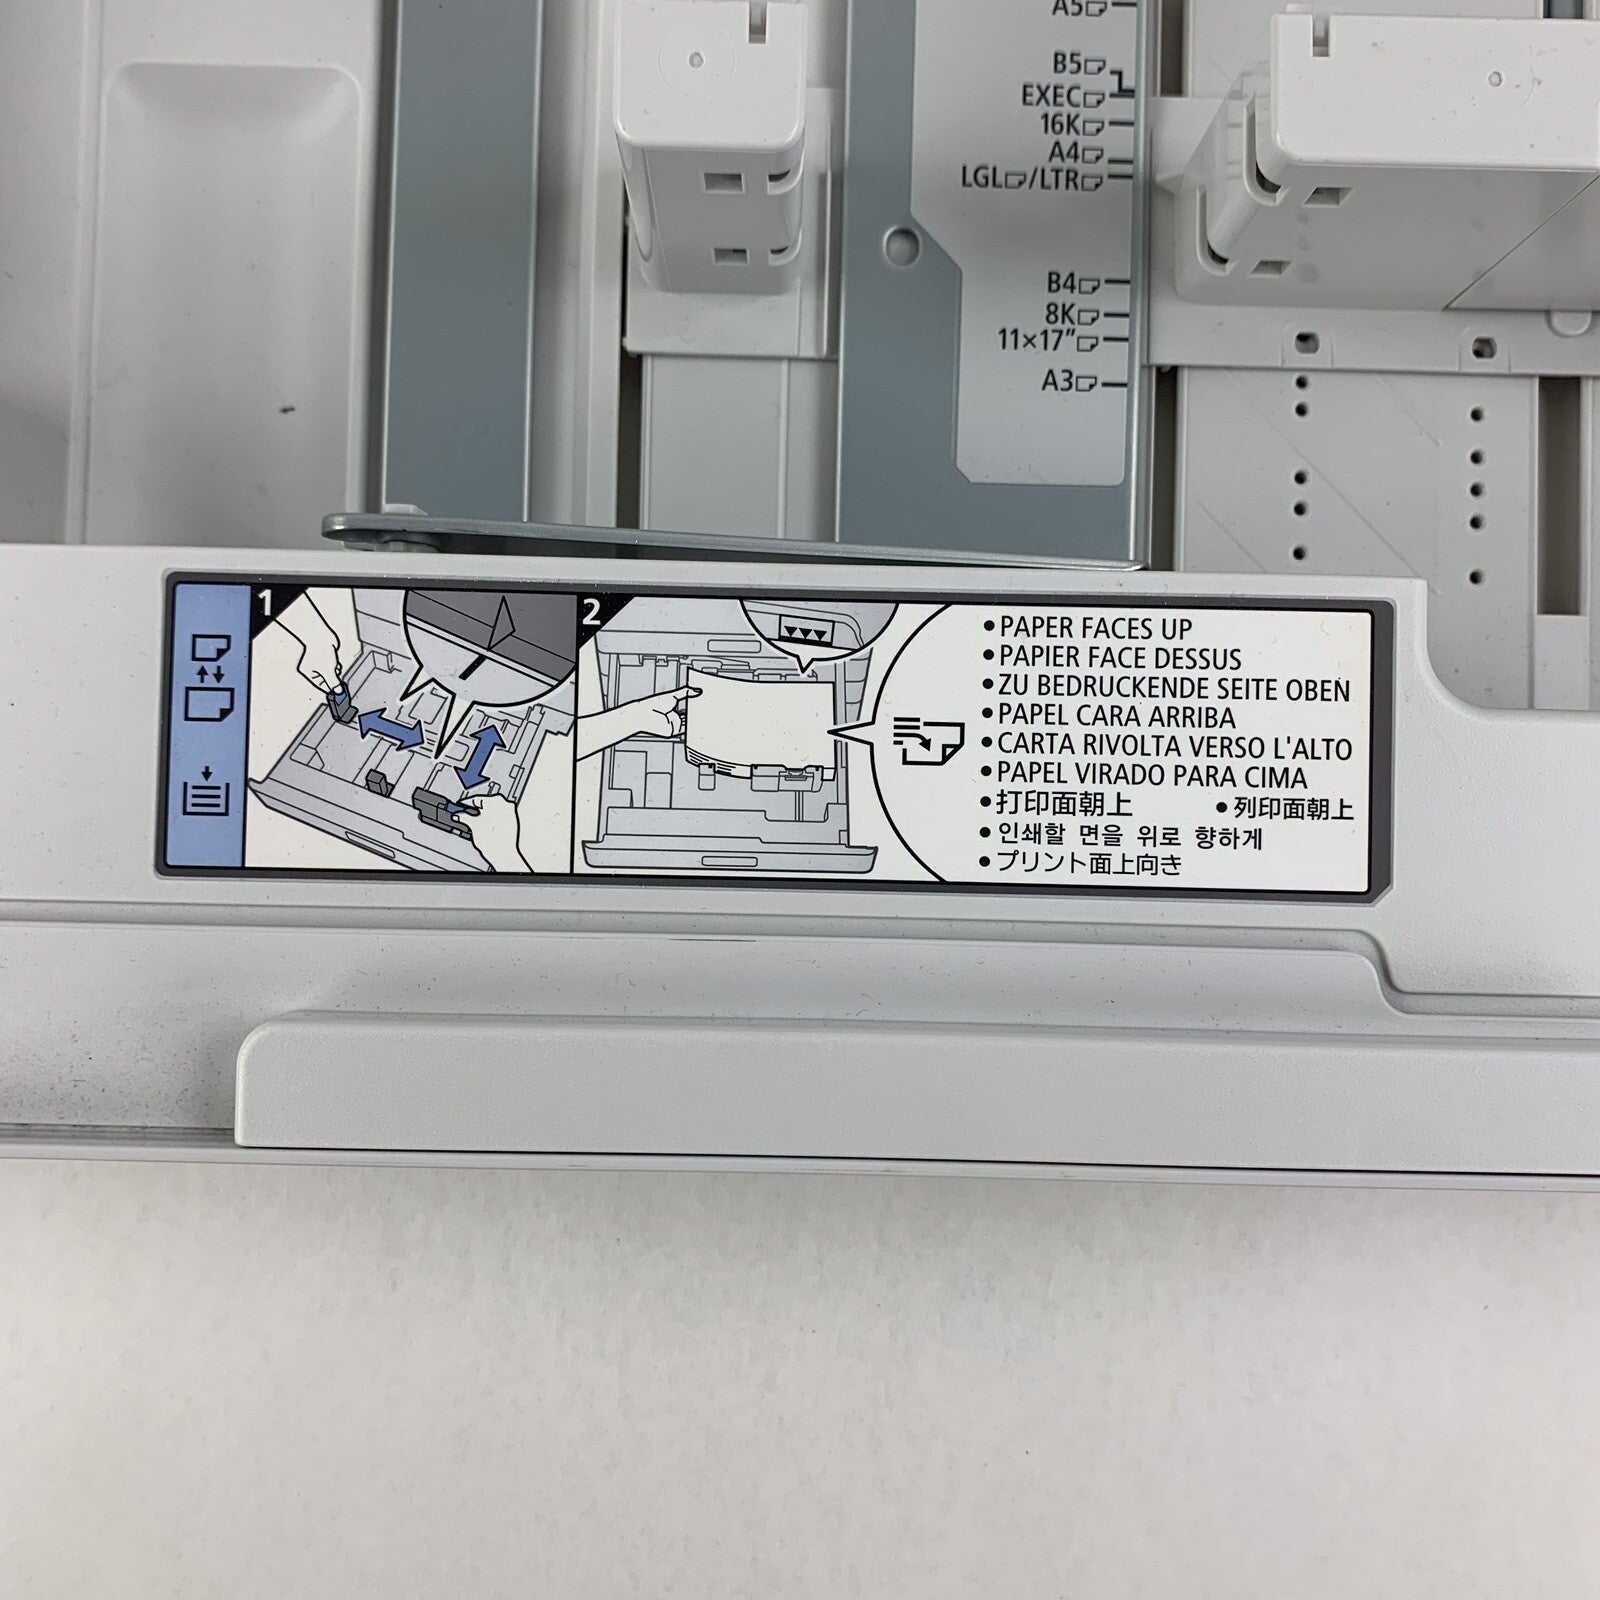 A5
B5
EXEC
16K
A4
LGL/LTR
B4
8K
11×17"
A3
1
2
•PAPER FACES UP
•PAPIER FACE DESSUS
•ZU BEDRUCKENDE SEITE OBEN
•PAPEL CARA ARRIBA
•CARTA RIVOLTA VERSO L'ALTO
•PAPEL VIRADO PARA CIMA
•打印面朝上 •列印面朝上
•인쇄할 면을 위로 향하게
•プリント面上向き